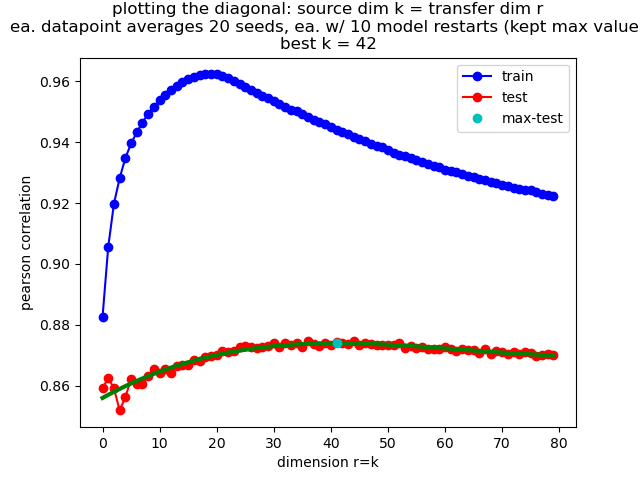 plotting the diagonal: source dim k = transfer dim r
ea. datapoint averages 20 seeds, ea. w/ 10 model restarts (kept max value
best k = 42
train
test
max-test
0.96
0.94
0.92
0.90
0.88
0.86
pearson correlation
0 10 20 30 40 50 60 70 80
dimension r=k